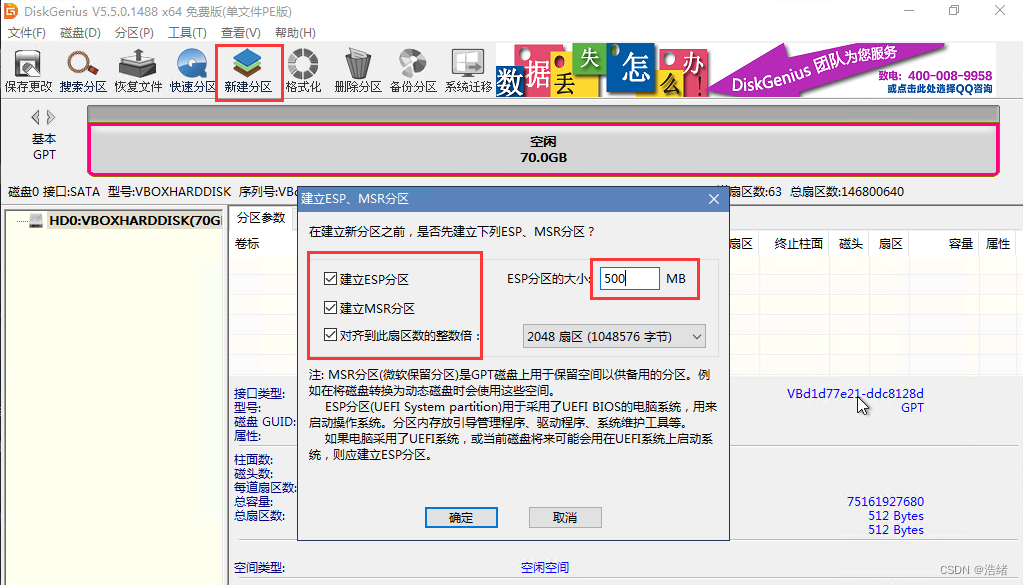 DiskGenius V5.5.0.1488 x64 免费版(单文件PE版)
文件(F) 磁盘(D) 分区(P) 工具(T) 查看(V) 帮助(H)
保存更改 搜索分区 恢复文件 快速分区 新建分区 格式化 删除分区 备份分区 系统迁移
数据丢失怎么办!
DiskGenius 团队为您服务
致电: 400-008-9958
或点击此处选择QQ咨询
基本
GPT
空闲
70.0GB
磁盘0 接口:SATA 型号:VBOXHARDDISK 序列号:VBd
扇区数:63 总扇区数:146800640
HD0:VBOXHARDDISK(70G
分区参数
卷标
扇区 终止柱面 磁头 扇区 容量 属性
建立ESP、MSR分区
在建立新分区之前，是否先建立下列ESP、MSR分区？
建立ESP分区
ESP分区的大小: 500 MB
建立MSR分区
对齐到此扇区数的整数倍： 2048 扇区 (1048576 字节)
注: MSR分区(微软保留分区)是GPT磁盘上用于保留空间以供备用的分区。例
如在将磁盘转换为动态磁盘时会使用这些空间。
ESP分区(UEFI System partition)用于采用了UEFI BIOS的电脑系统，用来
启动操作系统。分区内存放引导管理程序、驱动程序、系统维护工具等。
如果电脑采用了UEFI系统，或当前磁盘将来可能会用在UEFI系统上启动系
统，则应建立ESP分区。
确定 取消
接口类型:
型号: VBd1d77e21-ddc8128d
磁盘 GUID: GPT
属性:
柱面数:
磁头数:
每道扇区数:
总容量: 75161927680
总扇区数: 512 Bytes
512 Bytes
空间类型: 空闲空间
CSDN @浩绪